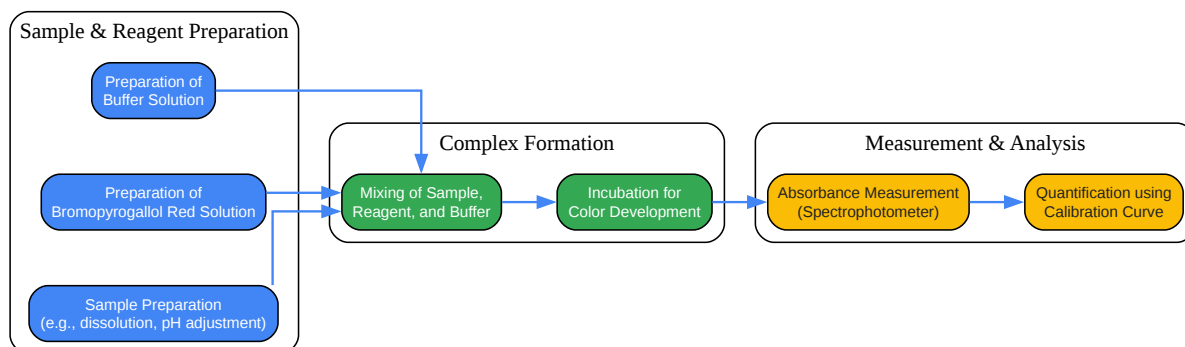 Sample & Reagent Preparation
Preparation of
Buffer Solution
Preparation of
Bromopyrogallol Red Solution
Sample Preparation
(e.g., dissolution, pH adjustment)
Complex Formation
Mixing of Sample,
Reagent, and Buffer
Incubation for
Color Development
Measurement & Analysis
Absorbance Measurement
(Spectrophotometer)
Quantification using
Calibration Curve